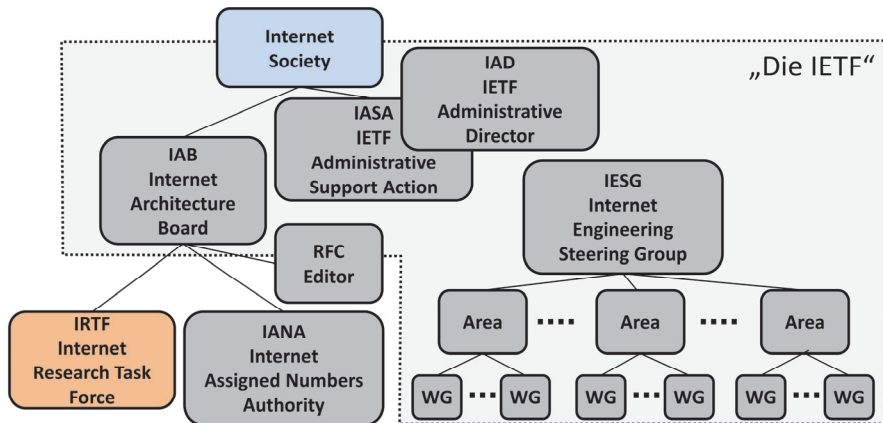 Internet
Society
„Die IETF“
IAD
IETF
Administrative
Director
IASA
IETF
Administrative
Support Action
IAB
Internet
Architecture
Board
IESG
Internet
Engineering
Steering Group
RFC
Editor
IRTF
Internet
Research Task
Force
IANA
Internet
Assigned Numbers
Authority
Area
Area
Area
WG
WG
WG
WG
WG
WG